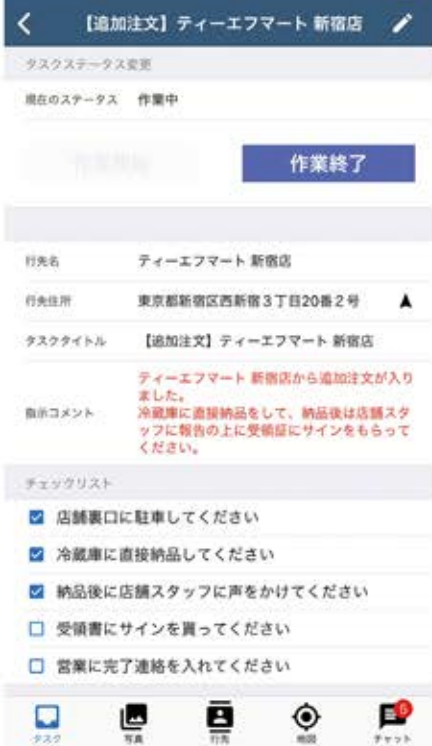 【追加注文】ティーエフマート 新宿店
タスクステータス変更
現在のステータス 作業中
作業終了
行先名 ティーエフマート 新宿店
行先住所 東京都新宿区西新宿3丁目20番2号
タスクタイトル 【追加注文】ティーエフマート 新宿店
指示コメント
ティーエフマート 新宿店から追加注文が入り
ました。
冷蔵庫に直接納品をして、納品後は店舗スタ
ッフに報告の上に受領証にサインをもらって
ください。
チェックリスト
店舗裏口に駐車してください
冷蔵庫に直接納品してください
納品後に店舗スタッフに声をかけてください
受領書にサインを貰ってください
営業に完了連絡を入れてください
タスク 写真 行先 地図 チャット